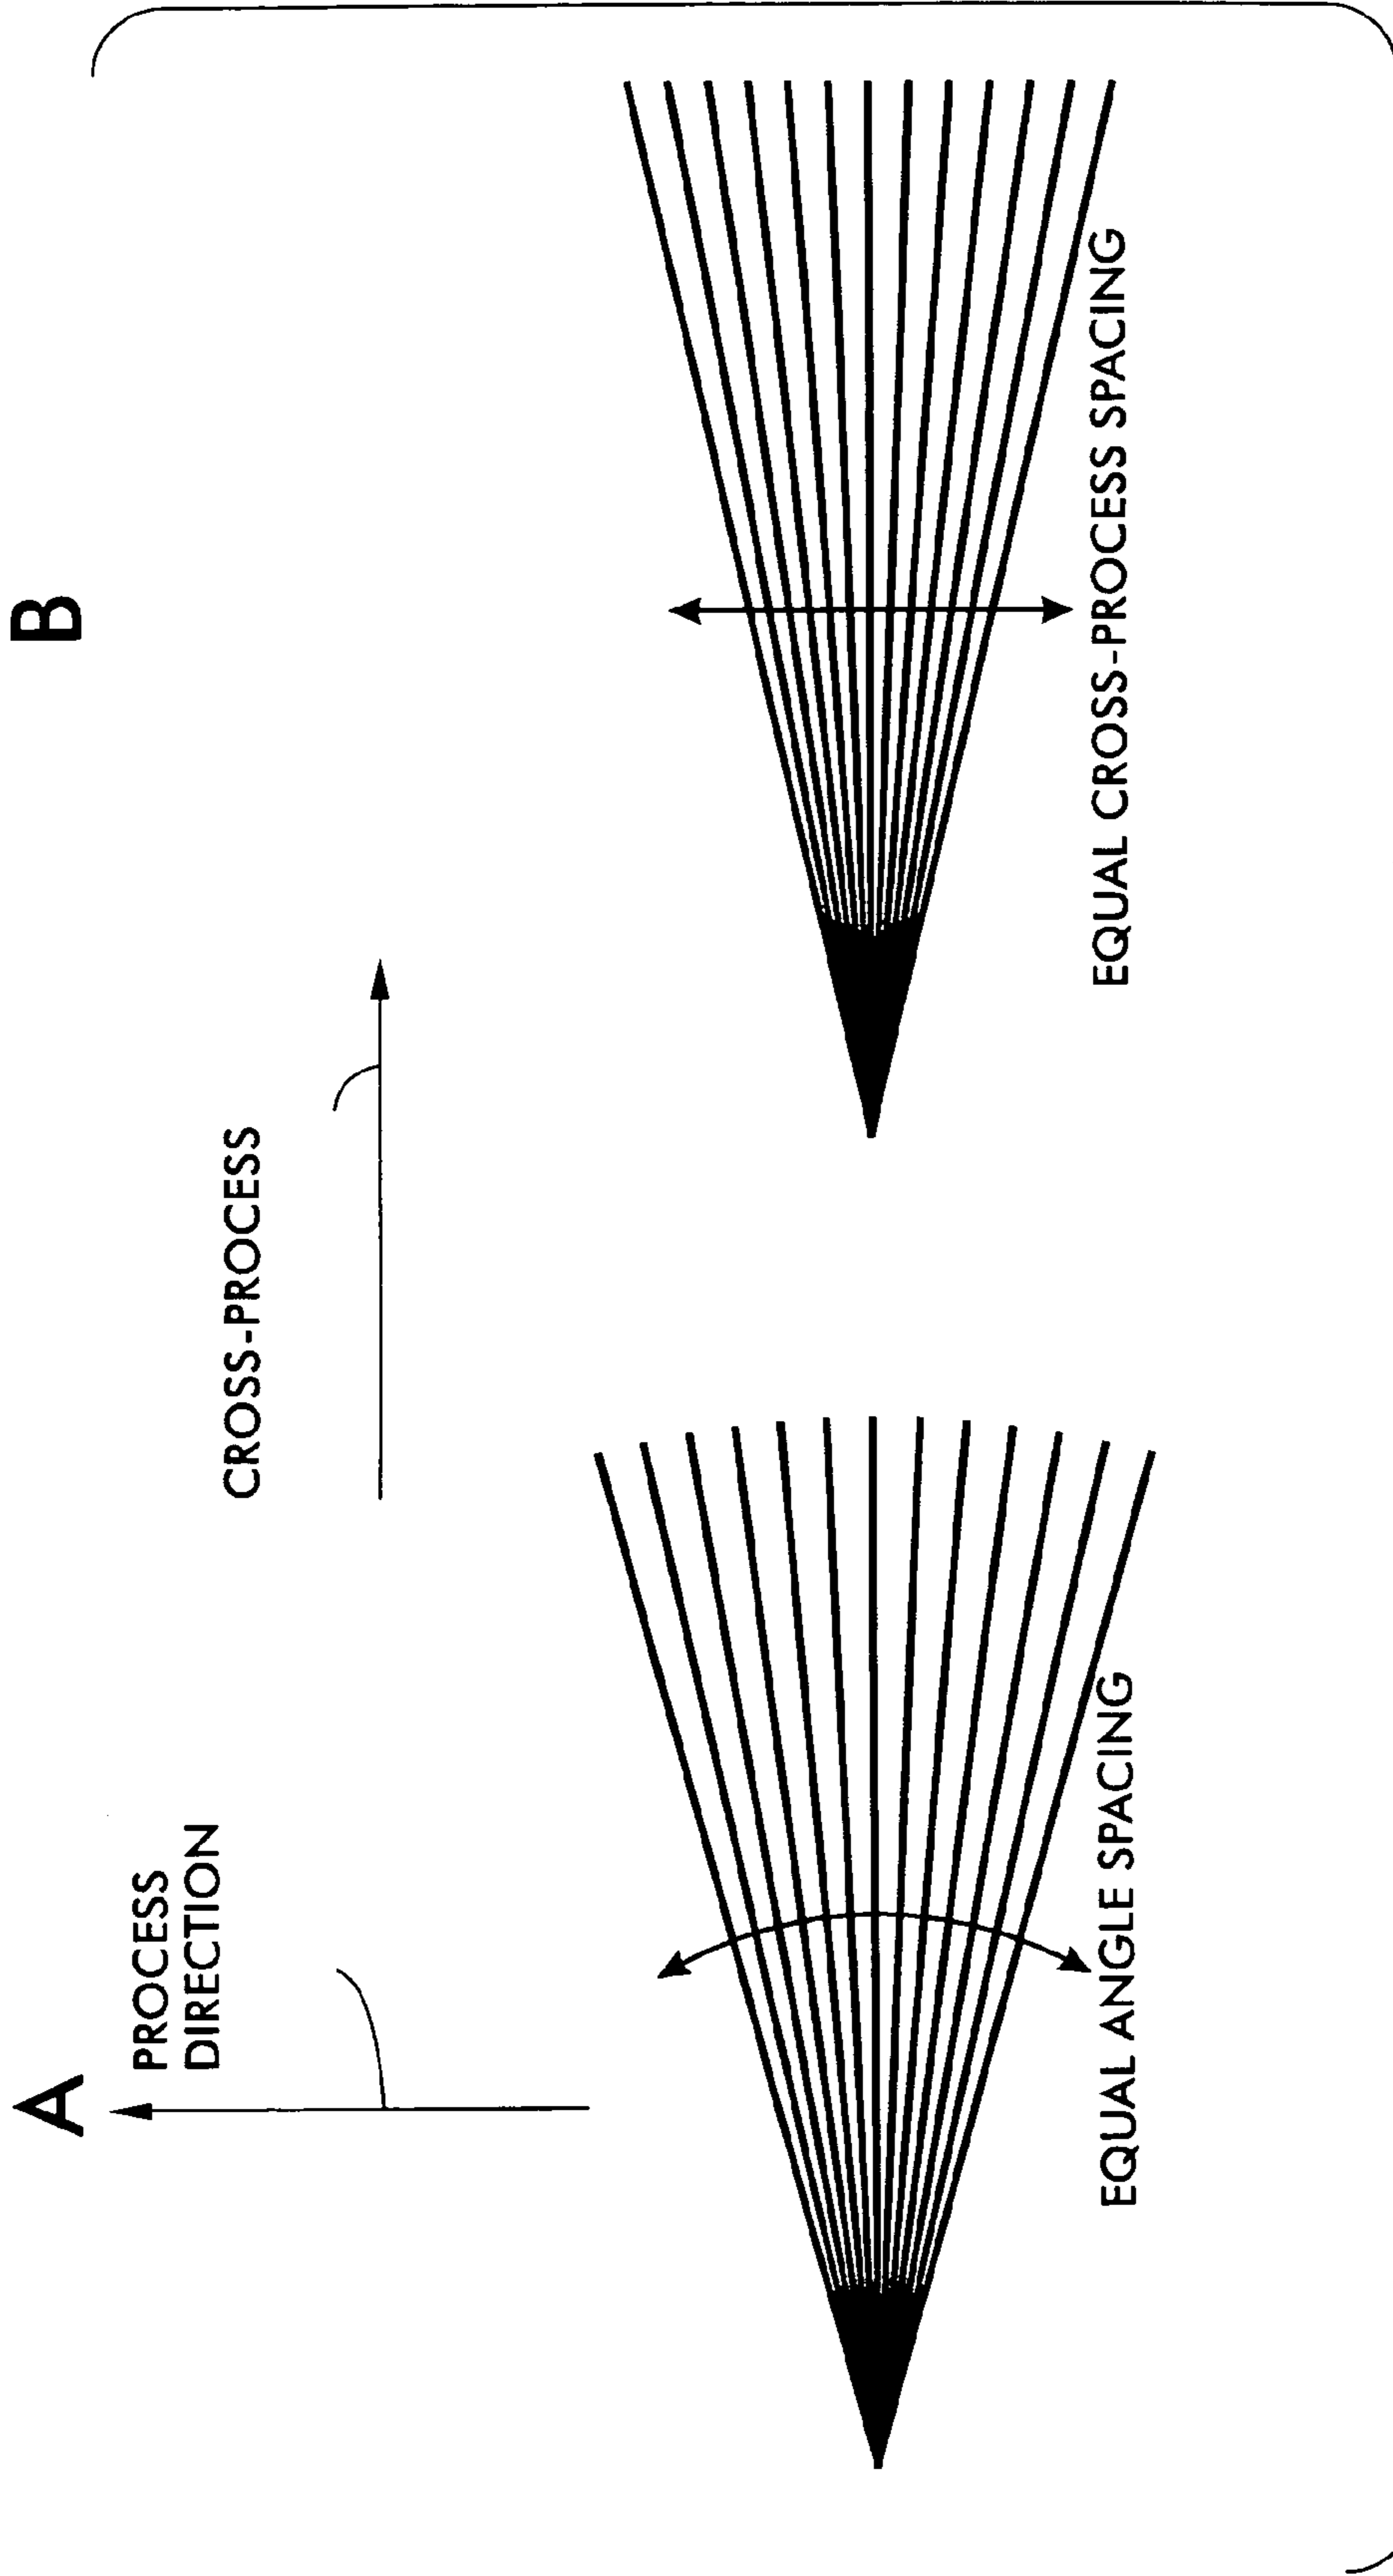 A
PROCESS
DIRECTION
CROSS-PROCESS
EQUAL ANGLE SPACING
B
EQUAL CROSS-PROCESS SPACING